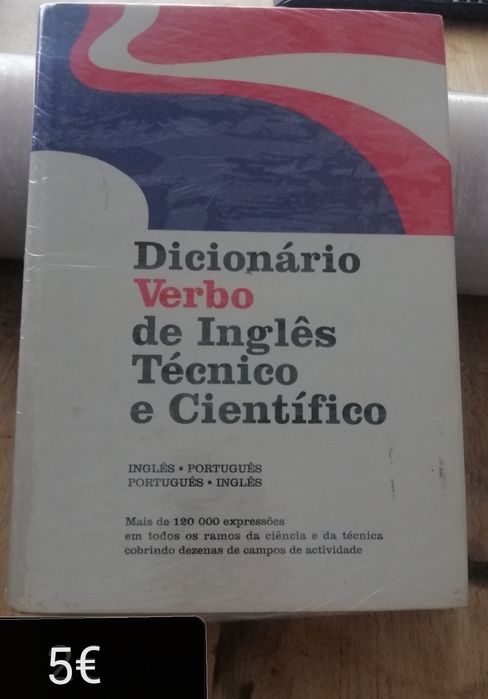 Dicionário
Verbo
de Inglês
Técnico
e Científico
INGLÊS • PORTUGUÊS
PORTUGUÊS • INGLÊS
Mais de 120 000 expressões
em todos os ramos da ciência e da técnica
cobrindo dezenas de campos de actividade
5€